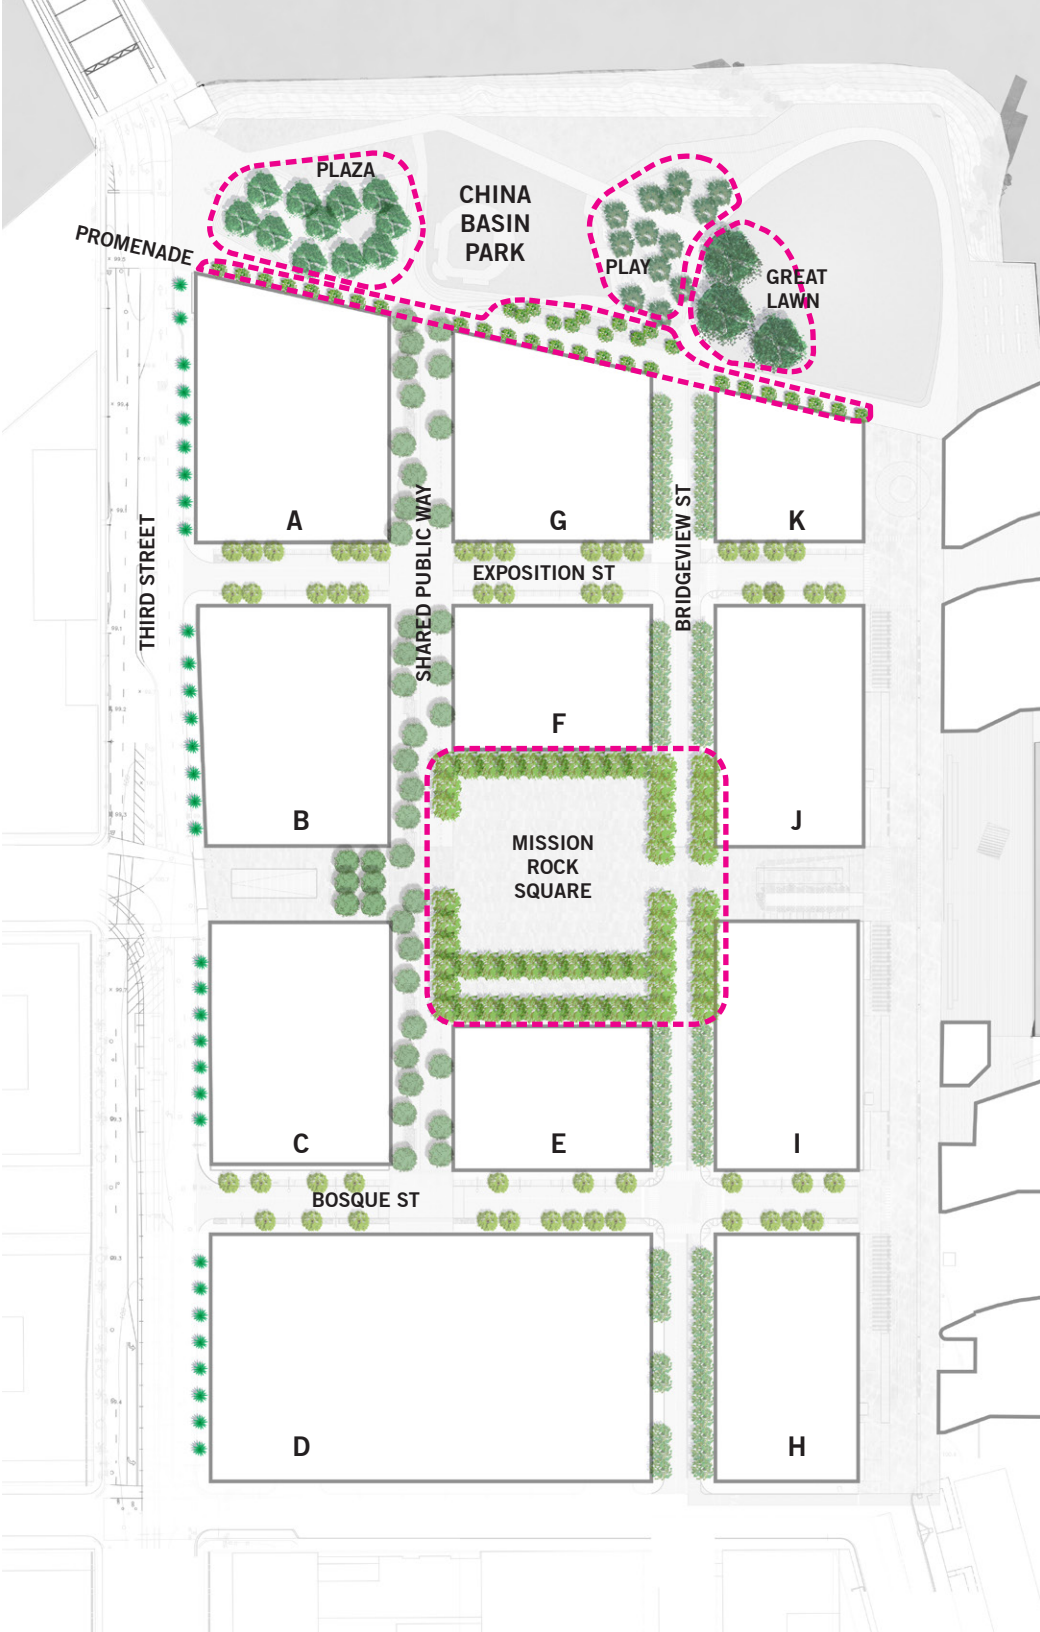 PLAZA
CHINA
BASIN
PARK
PROMENADE
PLAY
GREAT
LAWN
A
G
K
THIRD STREET
SHARED PUBLIC WAY
BRIDGEVIEW ST
EXPOSITION ST
F
B
J
MISSION
ROCK
SQUARE
C
E
I
BOSQUE ST
D
H